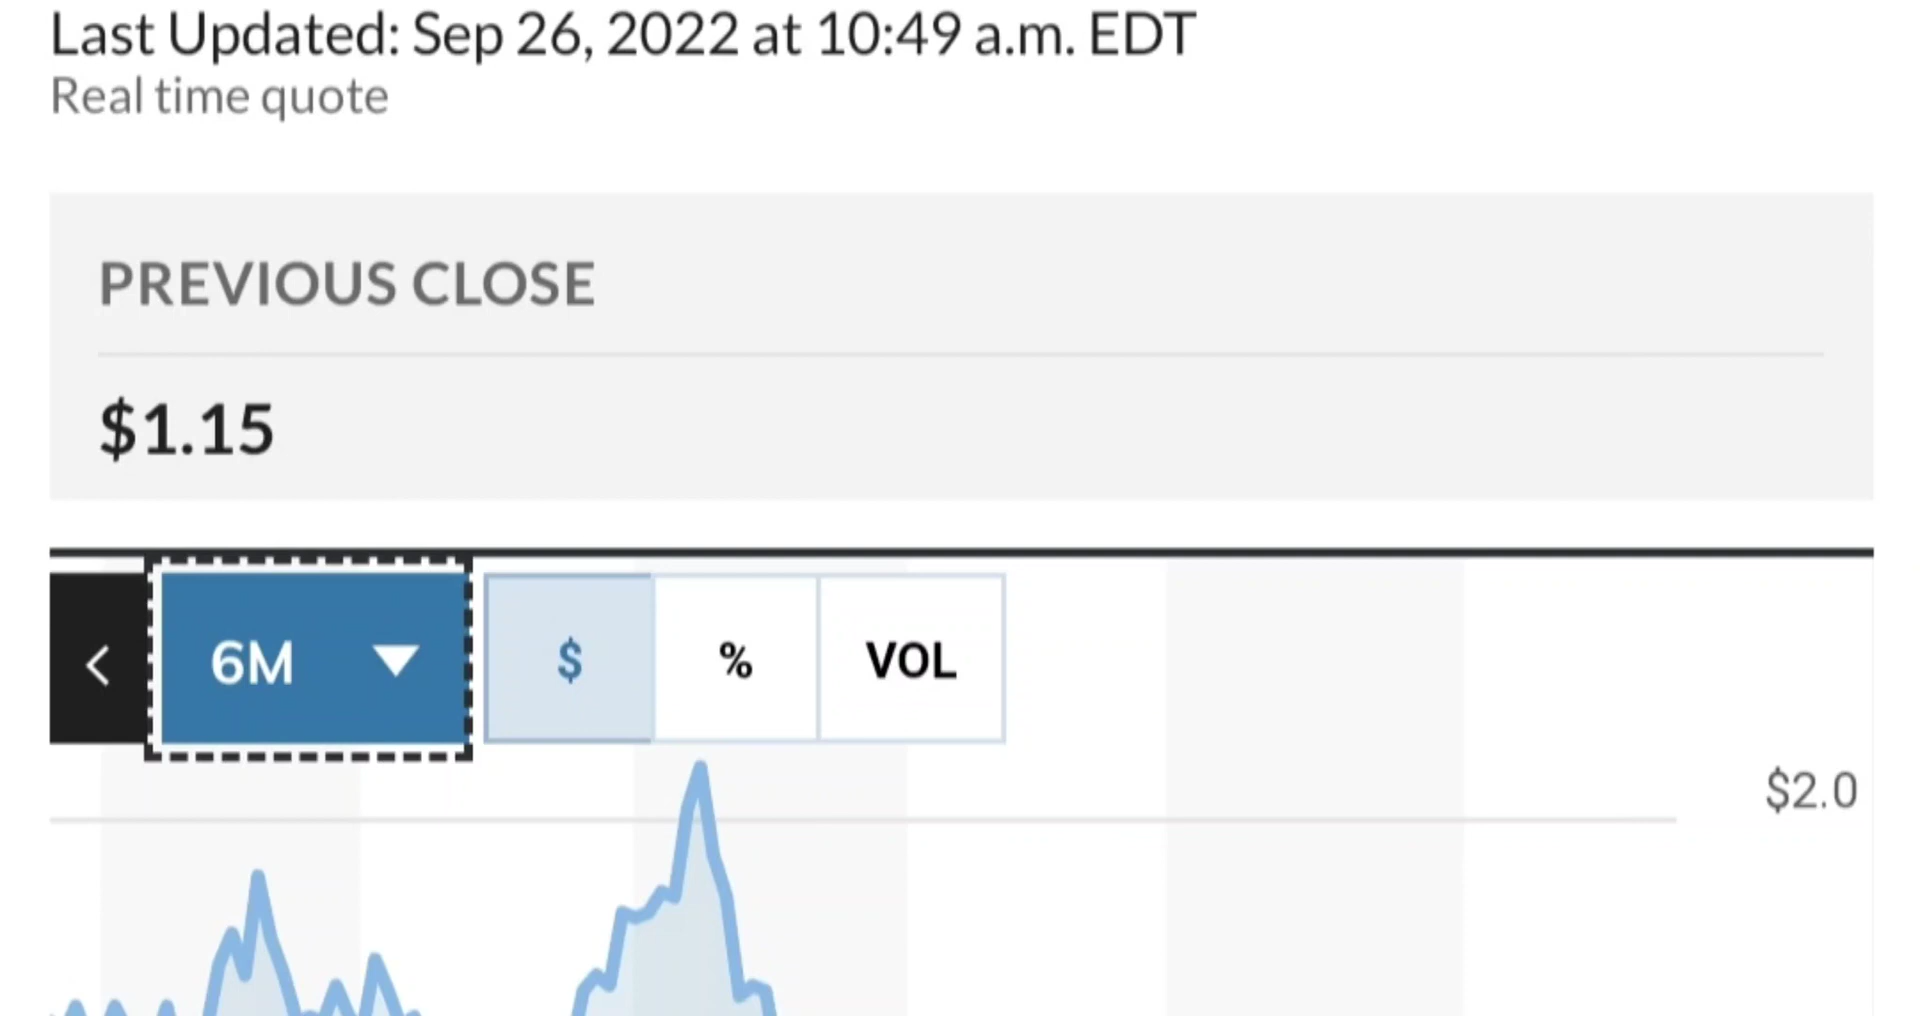 Last Updated: Sep 26, 2022 at 10:49 a.m. EDT
Real time quote
PREVIOUS CLOSE
$1.15
6M $ % VOL
$2.0